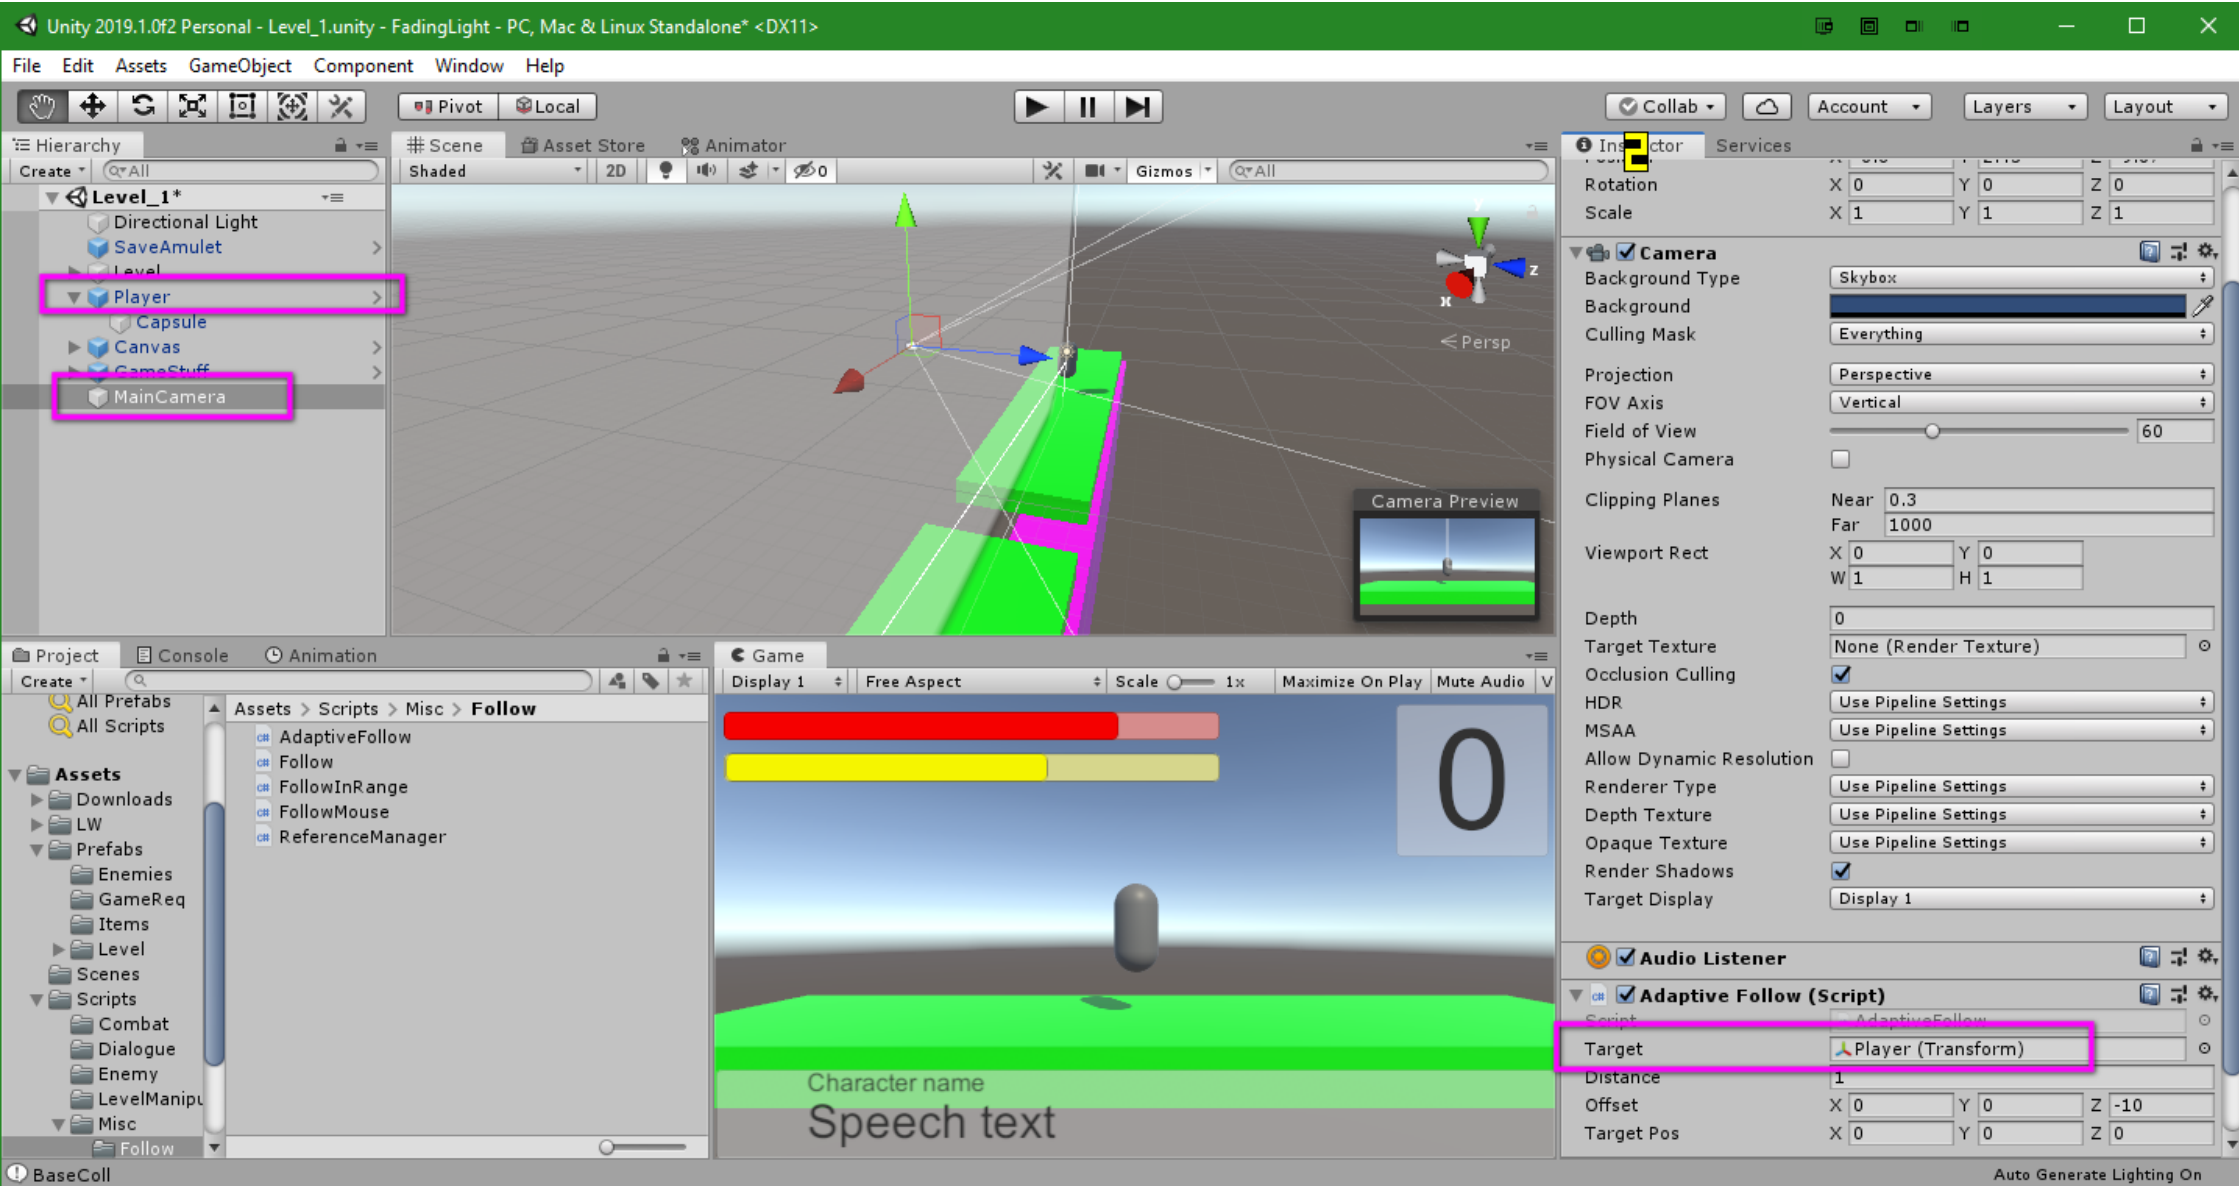 Unity 2019.1.0f2 Personal - Level_1.unity - FadingLight - PC, Mac & Linux Standalone* <DX11>
File Edit Assets GameObject Component Window Help
Pivot Local
Collab Account Layers Layout
Hierarchy
Create All
Level_1*
Directional Light
SaveAmulet
Level
Player
Capsule
Canvas
GameStuff
MainCamera
Scene Asset Store Animator
Shaded 2D 0 Gizmos All
y
z
x
Persp
Camera Preview
Project Console Animation
Create
All Prefabs
All Scripts
Assets
Downloads
LW
Prefabs
Enemies
GameReq
Items
Level
Scenes
Scripts
Combat
Dialogue
Enemy
LevelManipu
Misc
Follow
Assets > Scripts > Misc > Follow
AdaptiveFollow
Follow
FollowInRange
FollowMouse
ReferenceManager
Game
Display 1 Free Aspect Scale 1x Maximize On Play Mute Audio V
0
Character name
Speech text
Inspector Services
2
Rotation X 0 Y 0 Z 0
Scale X 1 Y 1 Z 1
Camera
Background Type Skybox
Background
Culling Mask Everything
Projection Perspective
FOV Axis Vertical
Field of View 60
Physical Camera
Clipping Planes Near 0.3
Far 1000
Viewport Rect X 0 Y 0
W 1 H 1
Depth 0
Target Texture None (Render Texture)
Occlusion Culling
HDR Use Pipeline Settings
MSAA Use Pipeline Settings
Allow Dynamic Resolution
Renderer Type Use Pipeline Settings
Depth Texture Use Pipeline Settings
Opaque Texture Use Pipeline Settings
Render Shadows
Target Display Display 1
Audio Listener
Adaptive Follow (Script)
Script AdaptiveFollow
Target Player (Transform)
Distance 1
Offset X 0 Y 0 Z -10
Target Pos X 0 Y 0 Z 0
BaseColl
Auto Generate Lighting On